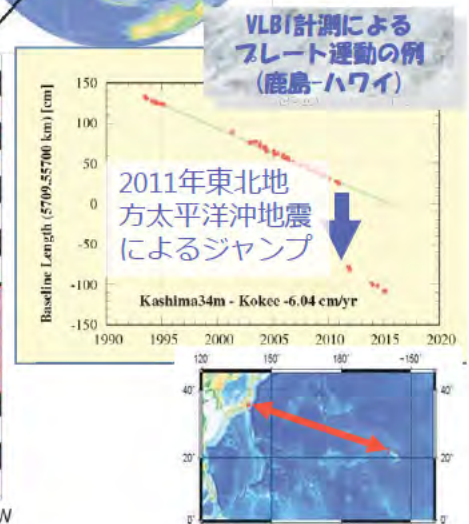 VLBI計測による
プレート運動の例
(鹿島-ハワイ)
Baseline Length (5709.55700 km) [cm]
150
100
50
0
-50
-100
-150
2011年東北地
方太平洋沖地震
によるジャンプ
Kashima34m - Kokee -6.04 cm/yr
1990 1995 2000 2005 2010 2015 2020
120 150° 180° -150°
40° 40°
20° 20°
0° 0°
W